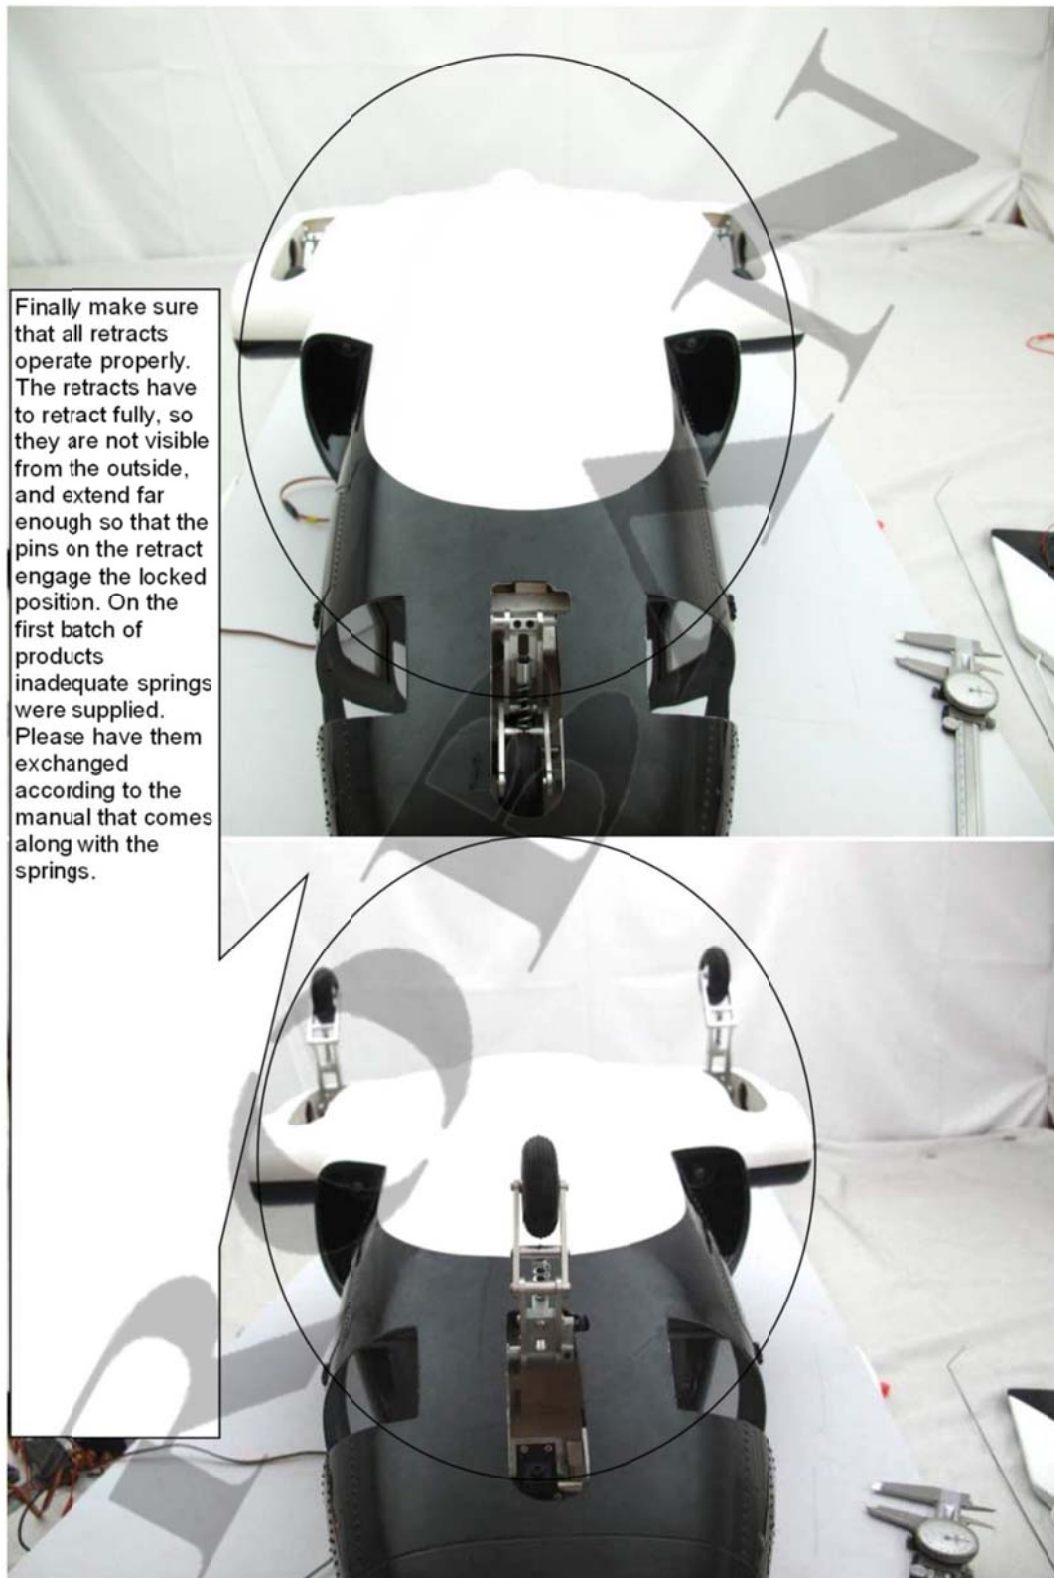 Finally make sure
that all retracts
operate properly.
The retracts have
to retract fully, so
they are not visible
from the outside,
and extend far
enough so that the
pins on the retract
engage the locked
position. On the
first batch of
products
inadequate springs
were supplied.
Please have them
exchanged
according to the
manual that comes
along with the
springs.